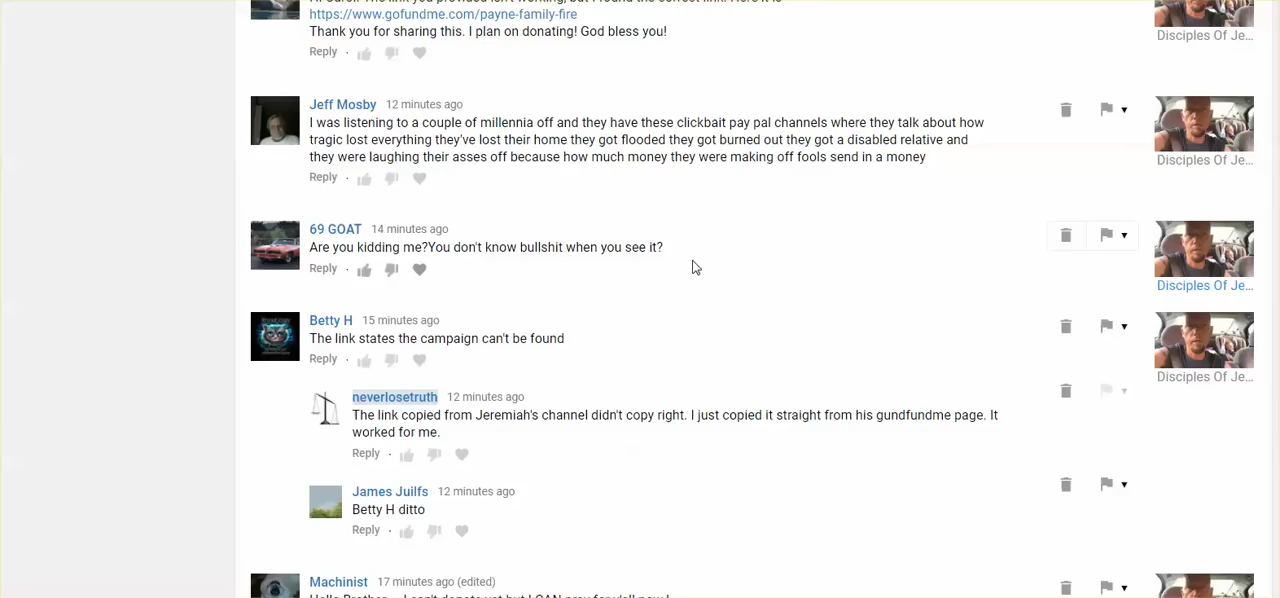 https://www.gofundme.com/payne-family-fire
Thank you for sharing this. I plan on donating! God bless you!
Reply ·
Disciples Of Je...
Jeff Mosby 12 minutes ago
I was listening to a couple of millennia off and they have these clickbait pay pal channels where they talk about how
tragic lost everything they've lost their home they got flooded they got burned out they got a disabled relative and
they were laughing their asses off because how much money they were making off fools send in a money
Reply ·
Disciples Of Je...
69 GOAT 14 minutes ago
Are you kidding me?You don't know bullshit when you see it?
Reply ·
Disciples Of Je...
Betty H 15 minutes ago
The link states the campaign can't be found
Reply ·
Disciples Of Je...
neverlosetruth 12 minutes ago
The link copied from Jeremiah's channel didn't copy right. I just copied it straight from his gundfundme page. It
worked for me.
Reply ·
James Juilfs 12 minutes ago
Betty H ditto
Reply ·
Machinist 17 minutes ago (edited)